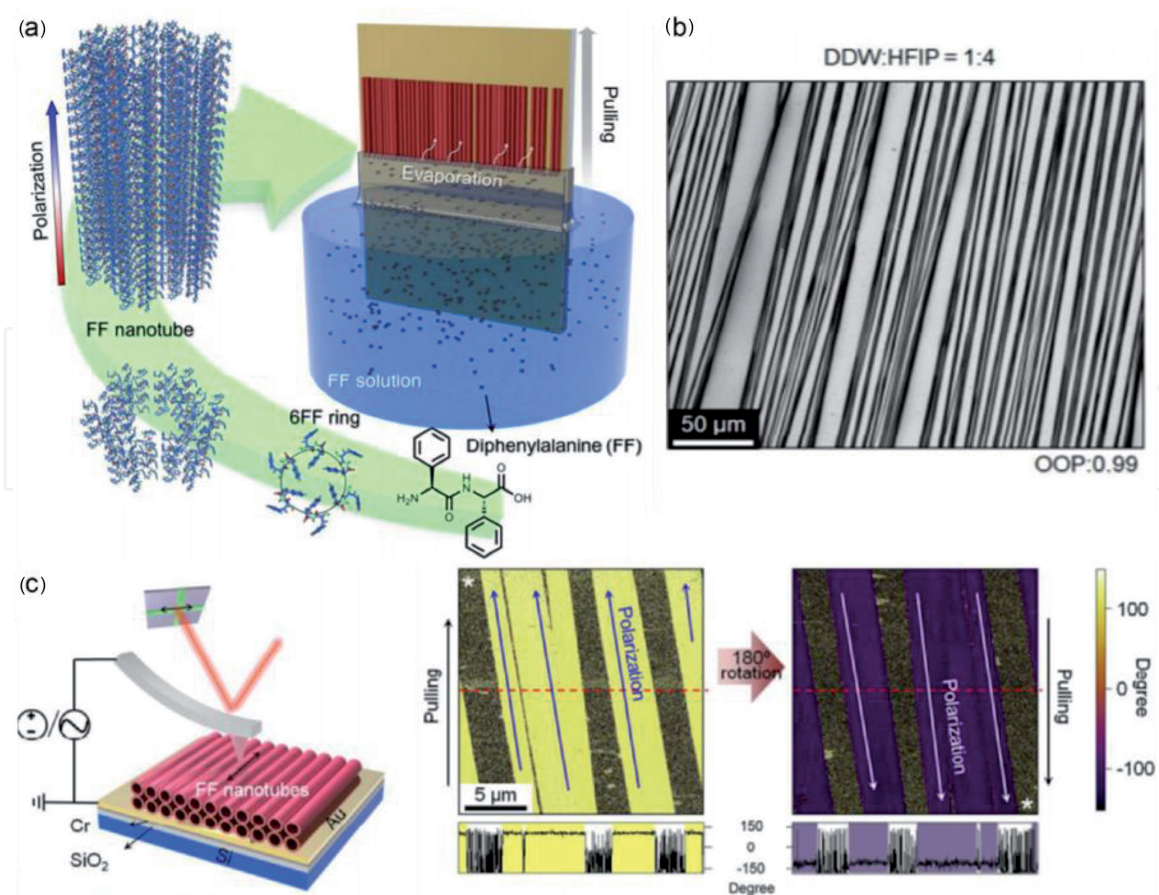 (a)
Polarization
FF nanotube
Pulling
Evaporation
FF solution
6FF ring
Diphenylalanine (FF)
O
H
N
OH
H₂N
O
(b)
DDW:HFIP = 1:4
50 µm
OOP:0.99
(c)
FF nanotubes
Au
Cr
Si
SiO₂
Pulling
*
Polarization
5 µm
180º
rotation
Polarization
*
Pulling
100
0
-100
Degree
150
0
-150
Degree